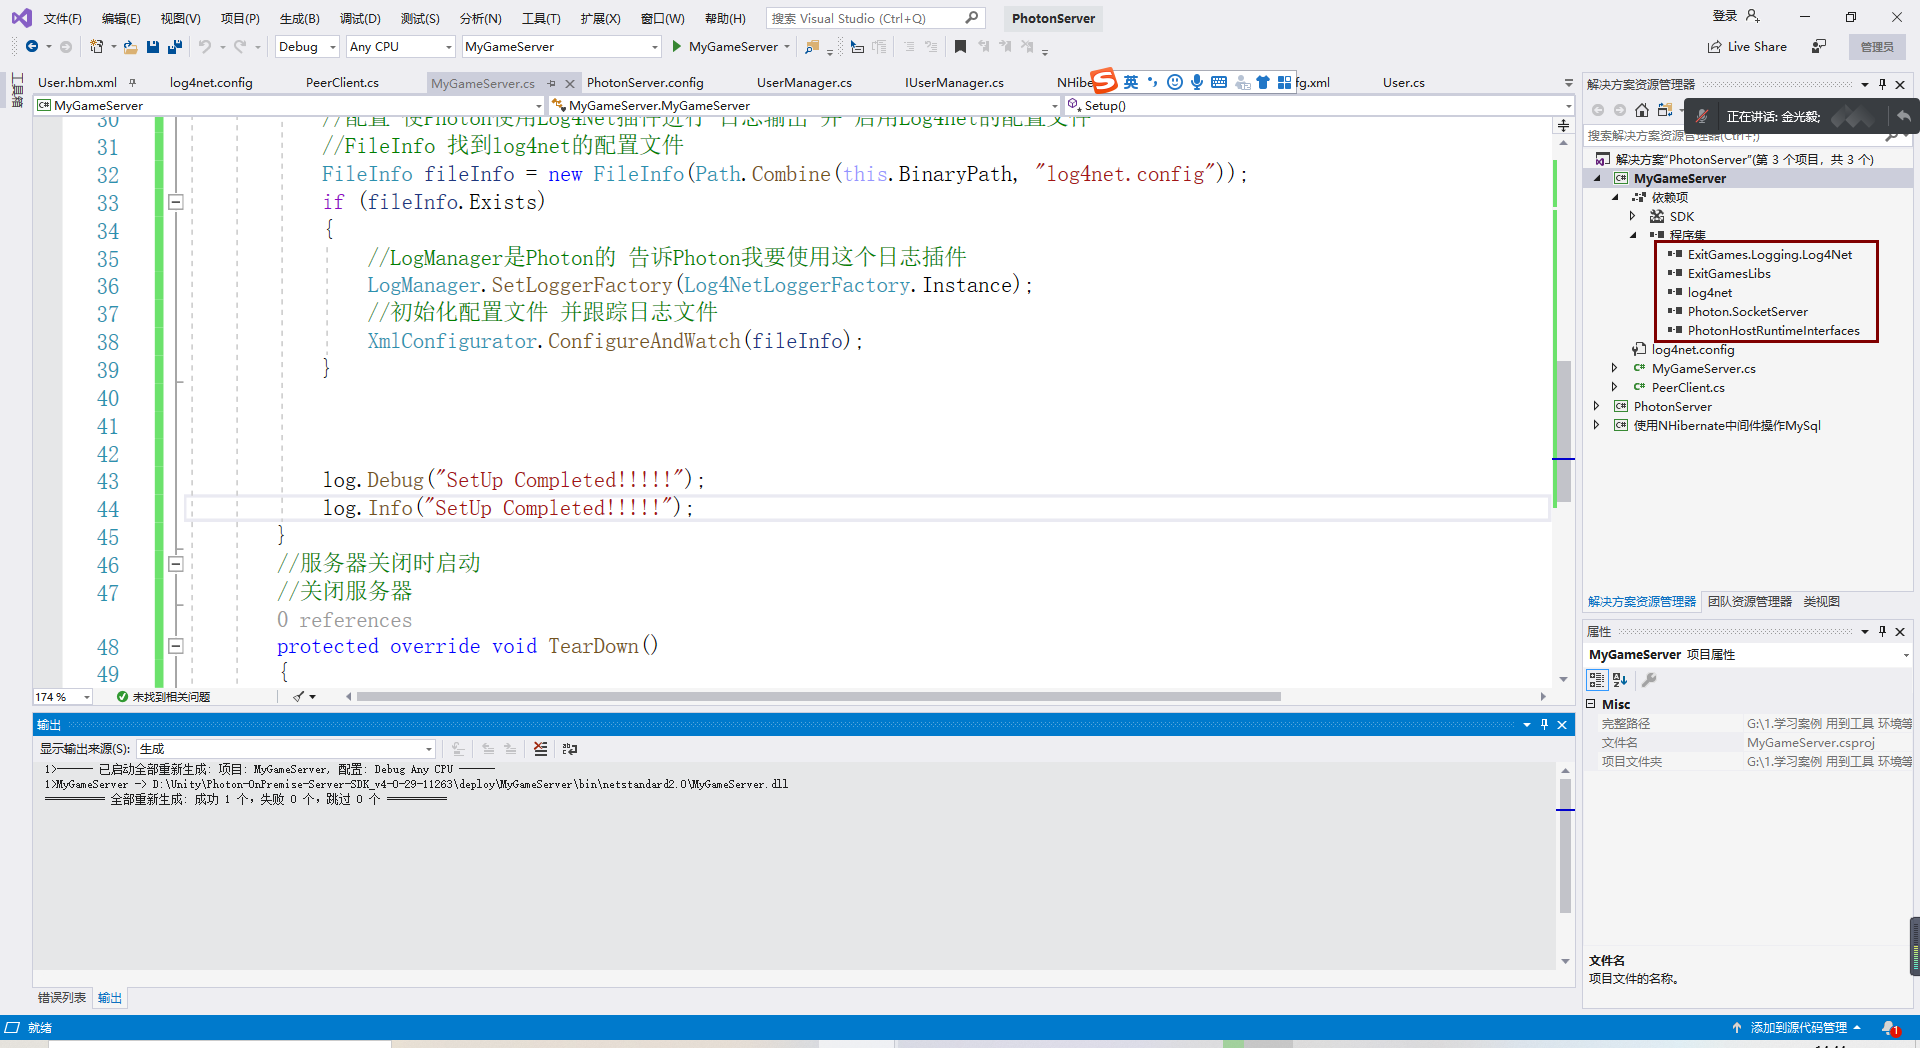 文件(F) 编辑(E) 视图(V) 项目(P) 生成(B) 调试(D) 测试(S) 分析(N) 工具(T) 扩展(X) 窗口(W) 帮助(H) 搜索 Visual Studio (Ctrl+Q) PhotonServer 登录
Debug Any CPU MyGameServer MyGameServer Live Share 管理员
工具箱
User.hbm.xml log4net.config PeerClient.cs MyGameServer.cs PhotonServer.config UserManager.cs IUserManager.cs NHibe 英 fg.xml User.cs
MyGameServer MyGameServer.MyGameServer Setup()
30 //配置 使Photon使用Log4Net插件进行 日志输出 并 启用Log4net的配置文件
31 //FileInfo 找到log4net的配置文件
32 FileInfo fileInfo = new FileInfo(Path.Combine(this.BinaryPath, "log4net.config"));
33 if (fileInfo.Exists)
34 {
35 //LogManager是Photon的 告诉Photon我要使用这个日志插件
36 LogManager.SetLoggerFactory(Log4NetLoggerFactory.Instance);
37 //初始化配置文件 并跟踪日志文件
38 XmlConfigurator.ConfigureAndWatch(fileInfo);
39 }
40
41
42
43 log.Debug("SetUp Completed!!!!!");
44 log.Info("SetUp Completed!!!!!");
45 }
46 //服务器关闭时启动
47 //关闭服务器
0 references
48 protected override void TearDown()
49 {
174 % 未找到相关问题
输出
显示输出来源(S): 生成
1>------ 已启动全部重新生成: 项目: MyGameServer, 配置: Debug Any CPU ------
1>MyGameServer -> D:\Unity\Photon-OnPremise-Server-SDK_v4-0-29-11263\deploy\MyGameServer\bin\netstandard2.0\MyGameServer.dll
========== 全部重新生成: 成功 1 个，失败 0 个，跳过 0 个 ==========
错误列表 输出
就绪
解决方案资源管理器
正在讲话: 金光毅;
搜索解决方案资源管理器(Ctrl+;)
解决方案"PhotonServer"(第 3 个项目，共 3 个)
MyGameServer
依赖项
SDK
程序集
ExitGames.Logging.Log4Net
ExitGamesLibs
log4net
Photon.SocketServer
PhotonHostRuntimeInterfaces
log4net.config
MyGameServer.cs
PeerClient.cs
PhotonServer
使用NHibernate中间件操作MySql
解决方案资源管理器 团队资源管理器 类视图
属性
MyGameServer 项目属性
Misc
完整路径 G:\1.学习案例 用到工具 环境等
文件名 MyGameServer.csproj
项目文件夹 G:\1.学习案例 用到工具 环境等
文件名
项目文件的名称。
添加到源代码管理 1